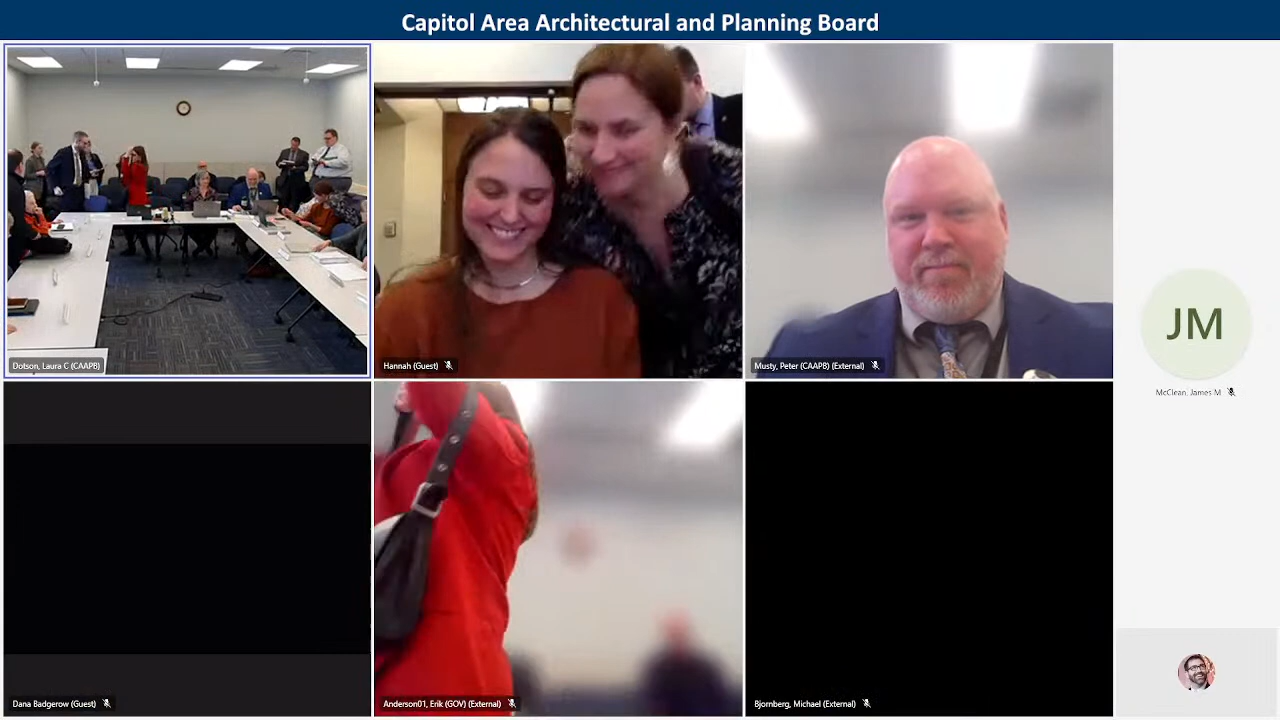 Capitol Area Architectural and Planning Board
Dotson, Laura C (CAAPB)
Hannah (Guest)
Musty, Peter (CAAPB) (External)
JM
McClean, James M
Dana Badgerow (Guest)
Anderson01, Erik (GOV) (External)
Bjornberg, Michael (External)